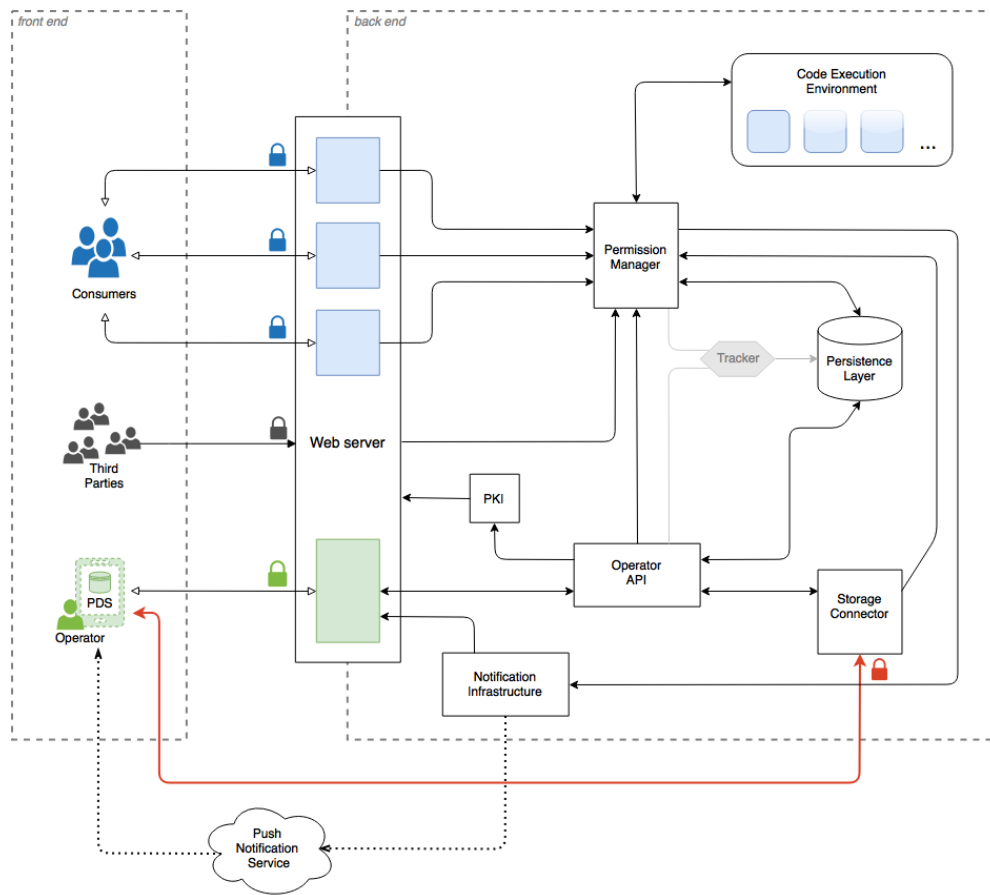 front end
back end
Code Execution
Environment
...
Permission
Manager
Consumers
Tracker
Persistence
Layer
Web server
Third
Parties
PKI
Operator
API
PDS
Operator
Storage
Connector
Notification
Infrastructure
Push
Notification
Service